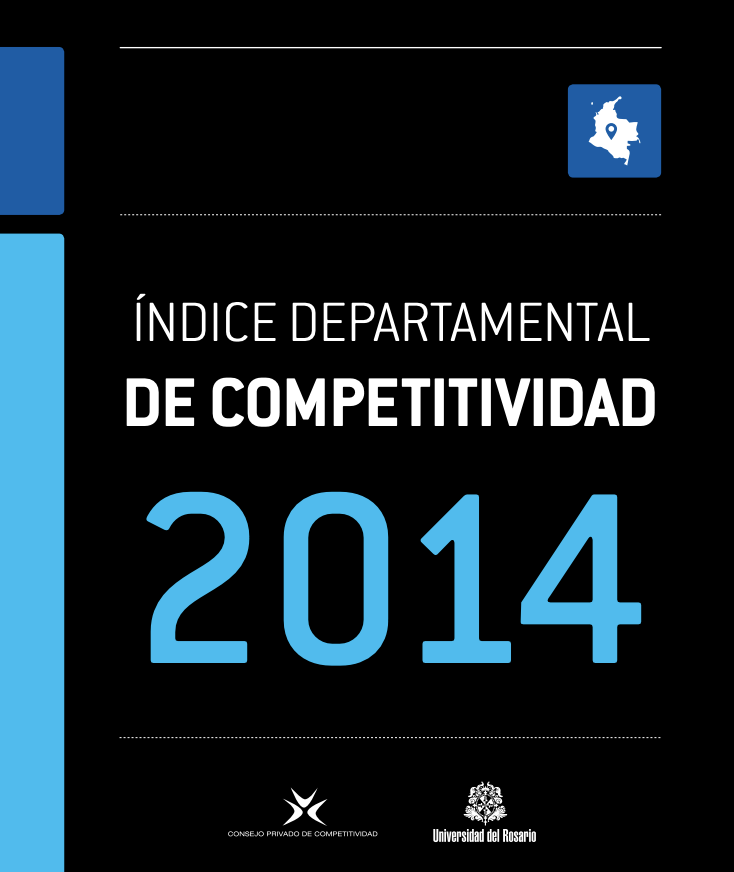 ÍNDICE DEPARTAMENTAL
DE COMPETITIVIDAD
2014
CONSEJO PRIVADO DE COMPETITIVIDAD
Universidad del Rosario